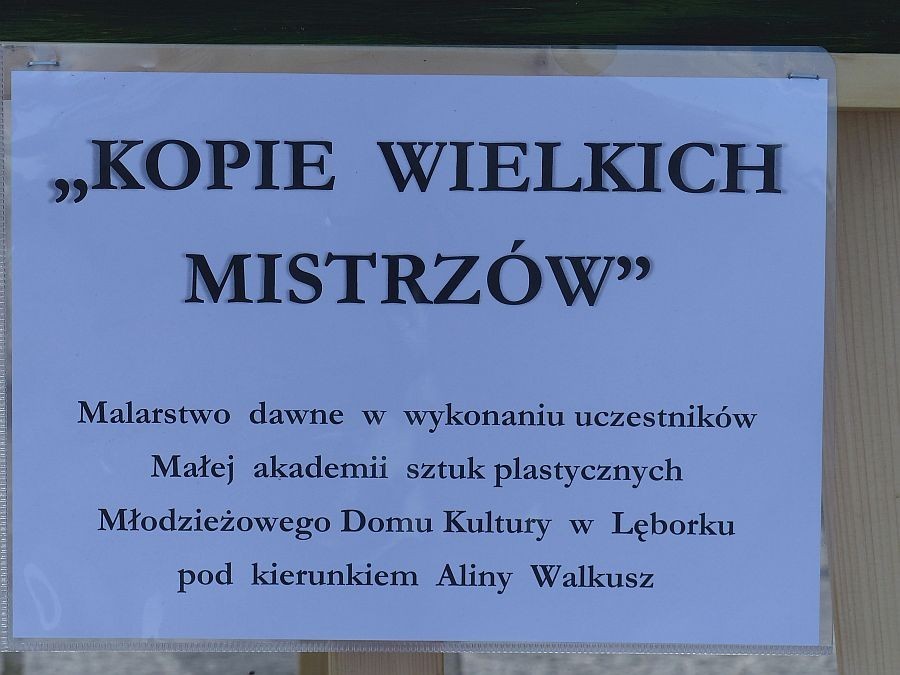 „KOPIE WIELKICH
MISTRZÓW”
Malarstwo dawne w wykonaniu uczestników
Małej akademii sztuk plastycznych
Młodzieżowego Domu Kultury w Lęborku
pod kierunkiem Aliny Walkusz